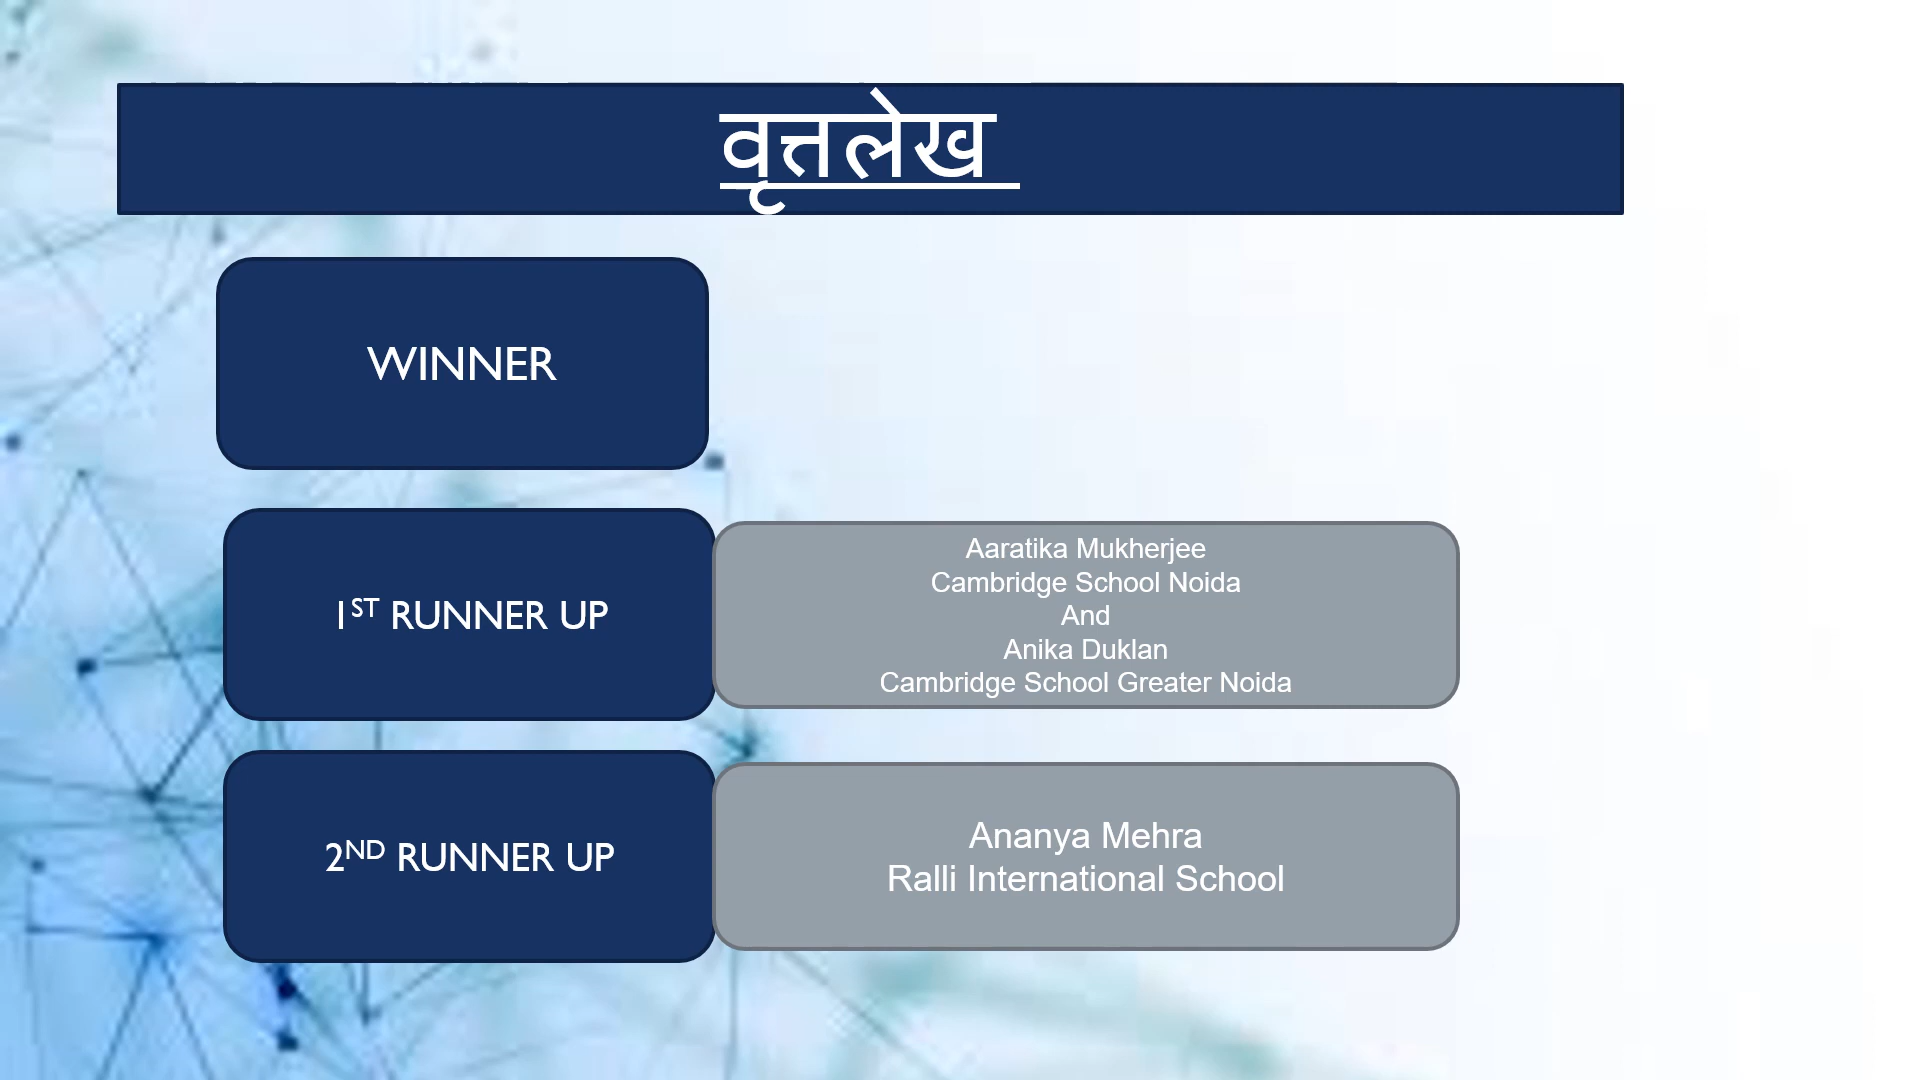 वृत्तलेख
WINNER
1ST RUNNER UP
Aaratika Mukherjee
Cambridge School Noida
And
Anika Duklan
Cambridge School Greater Noida
2ND RUNNER UP
Ananya Mehra
Ralli International School